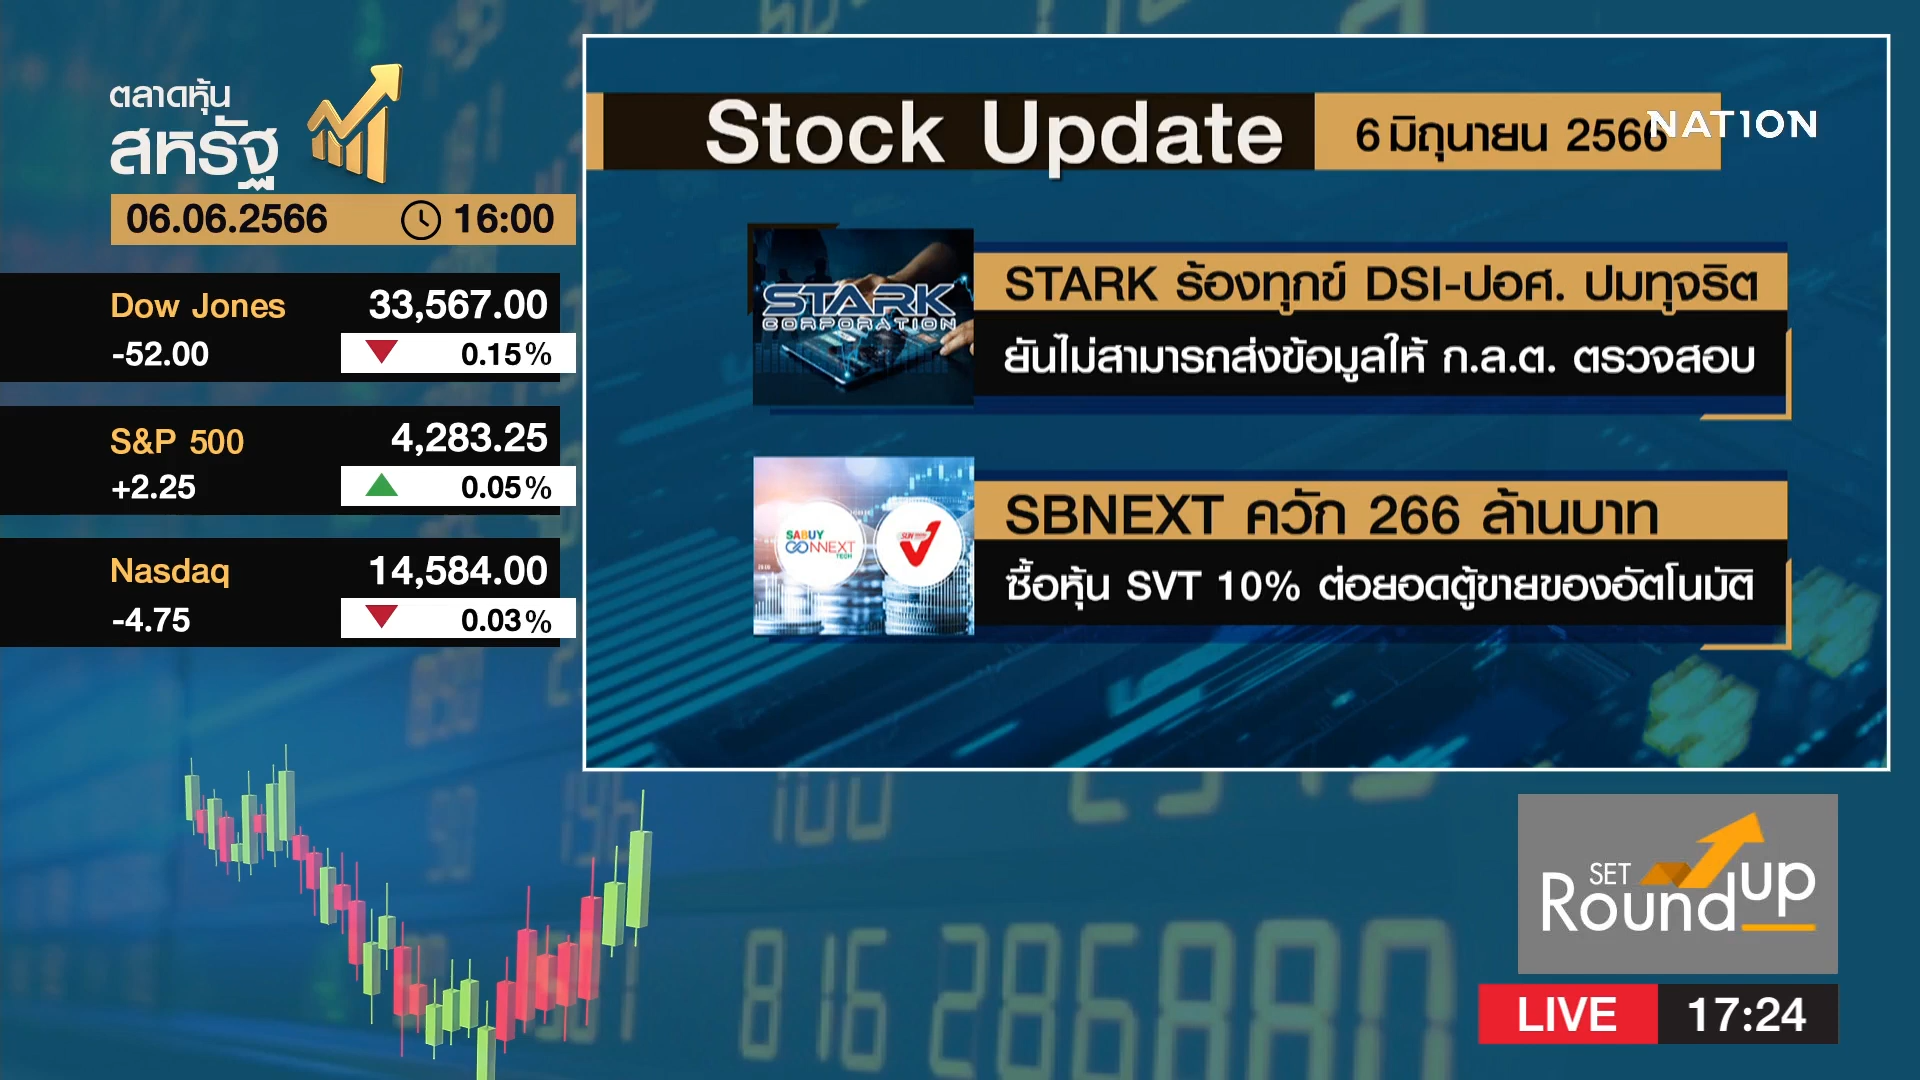 ตลาดหุ้น
สหรัฐ
06.06.2566 16:00
Dow Jones 33,567.00
-52.00 0.15%
S&P 500 4,283.25
+2.25 0.05%
Nasdaq 14,584.00
-4.75 0.03%
Stock Update 6 มิถุนายน 2566
NATION
STARK CORPORATION
STARK ร้องทุกข์ DSI-ปอศ. ปมทุจริต
ยันไม่สามารถส่งข้อมูลให้ ก.ล.ต. ตรวจสอบ
SABUY
CONNEXT
TECH
SBNEXT ควัก 266 ล้านบาท
ซื้อหุ้น SVT 10% ต่อยอดตู้ขายของอัตโนมัติ
SET
Roundup
LIVE 17:24
816 286880